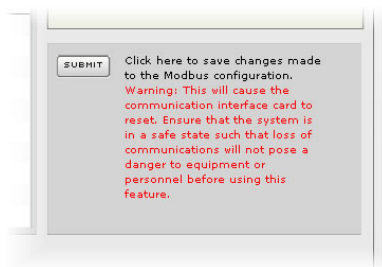 SUBMIT
Click here to save changes made
to the Modbus configuration.
Warning: This will cause the
communication interface card to
reset. Ensure that the system is
in a safe state such that loss of
communications will not pose a
danger to equipment or
personnel before using this
feature.